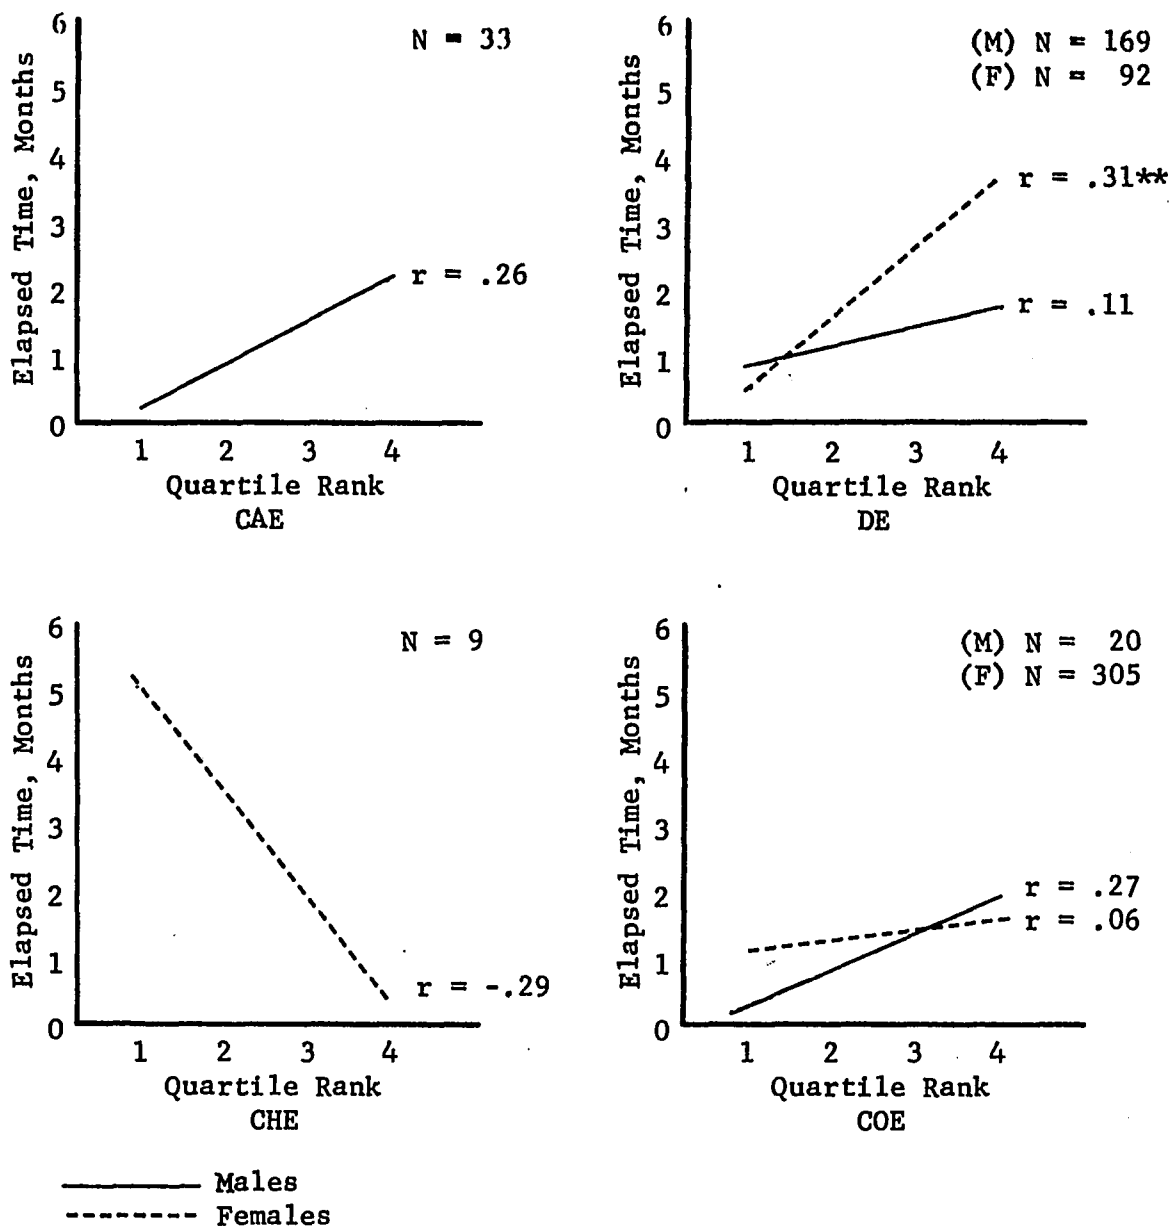 Elapsed Time, Months
6
5
4
3
2
1
0
N = 33
r = .26
1 2 3 4
Quartile Rank
CAE
Elapsed Time, Months
6
5
4
3
2
1
0
(M) N = 169
(F) N = 92
r = .31**
r = .11
1 2 3 4
Quartile Rank
DE
Elapsed Time, Months
6
5
4
3
2
1
0
N = 9
r = -.29
1 2 3 4
Quartile Rank
CHE
Elapsed Time, Months
6
5
4
3
2
1
0
(M) N = 20
(F) N = 305
r = .27
r = .06
1 2 3 4
Quartile Rank
COE
Males
Females